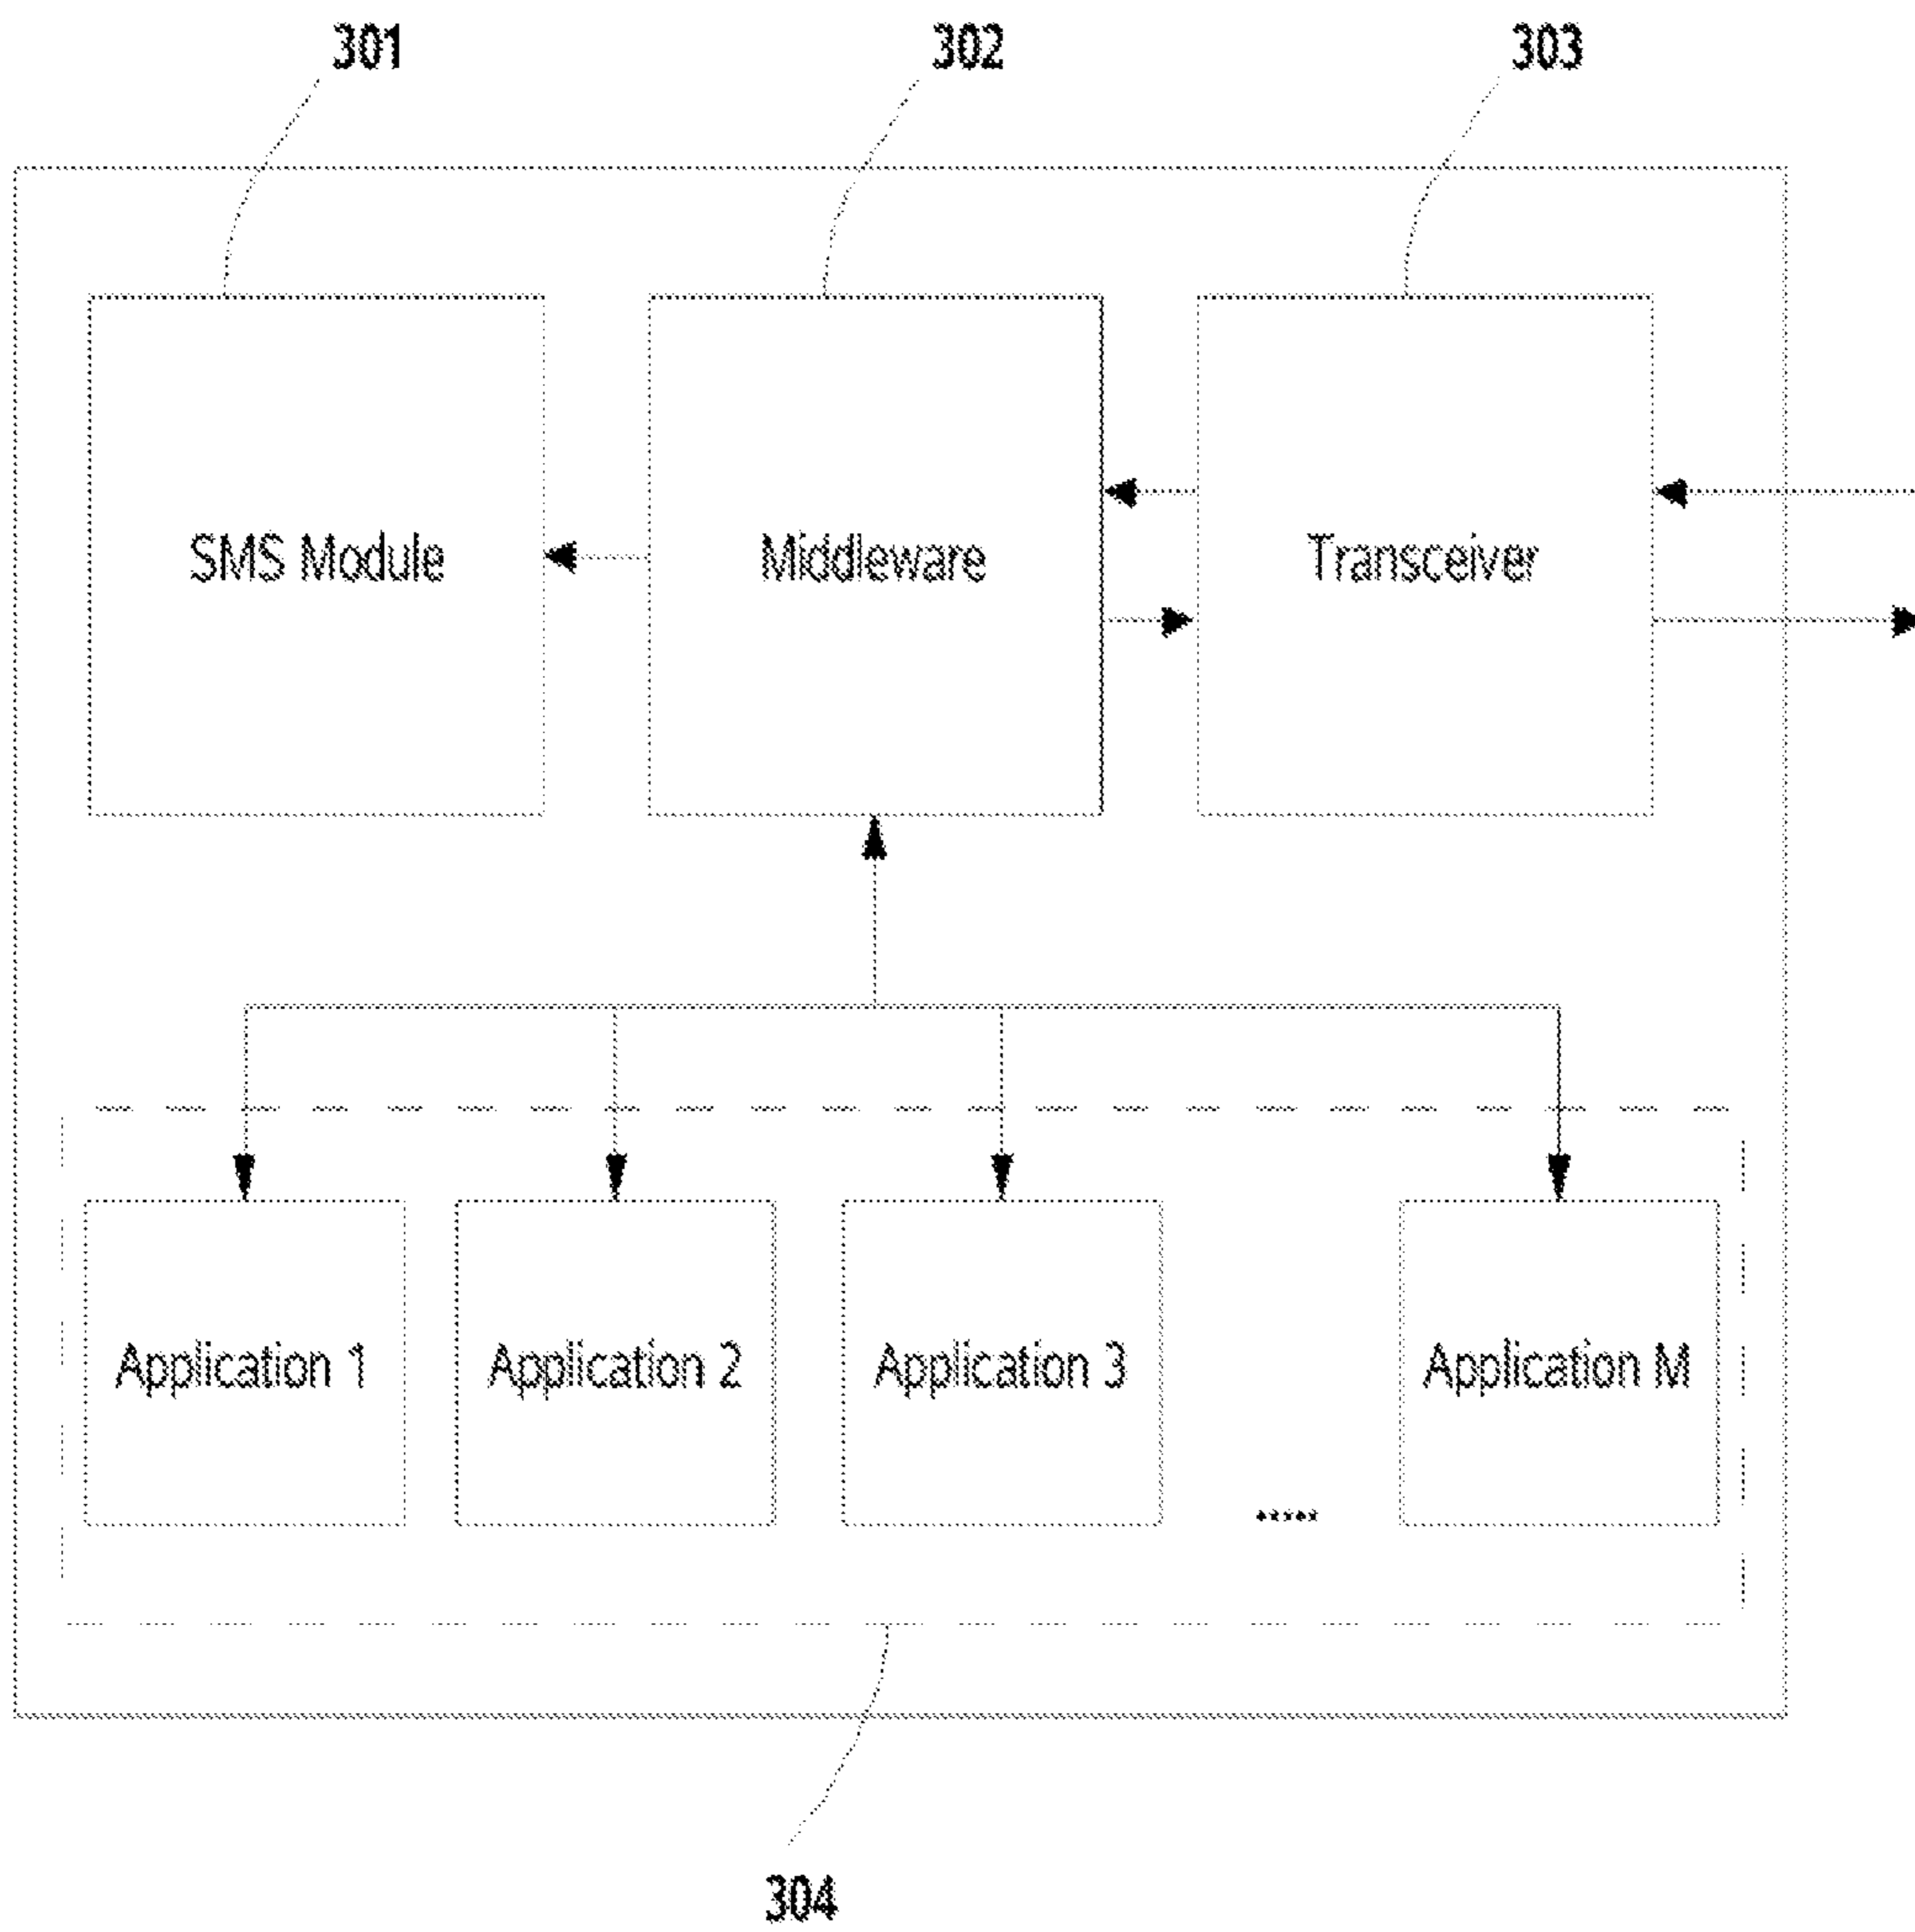 301
302
303
SMS Module
Middleware
Transceiver
Application 1
Application 2
Application 3
.....
Application M
304